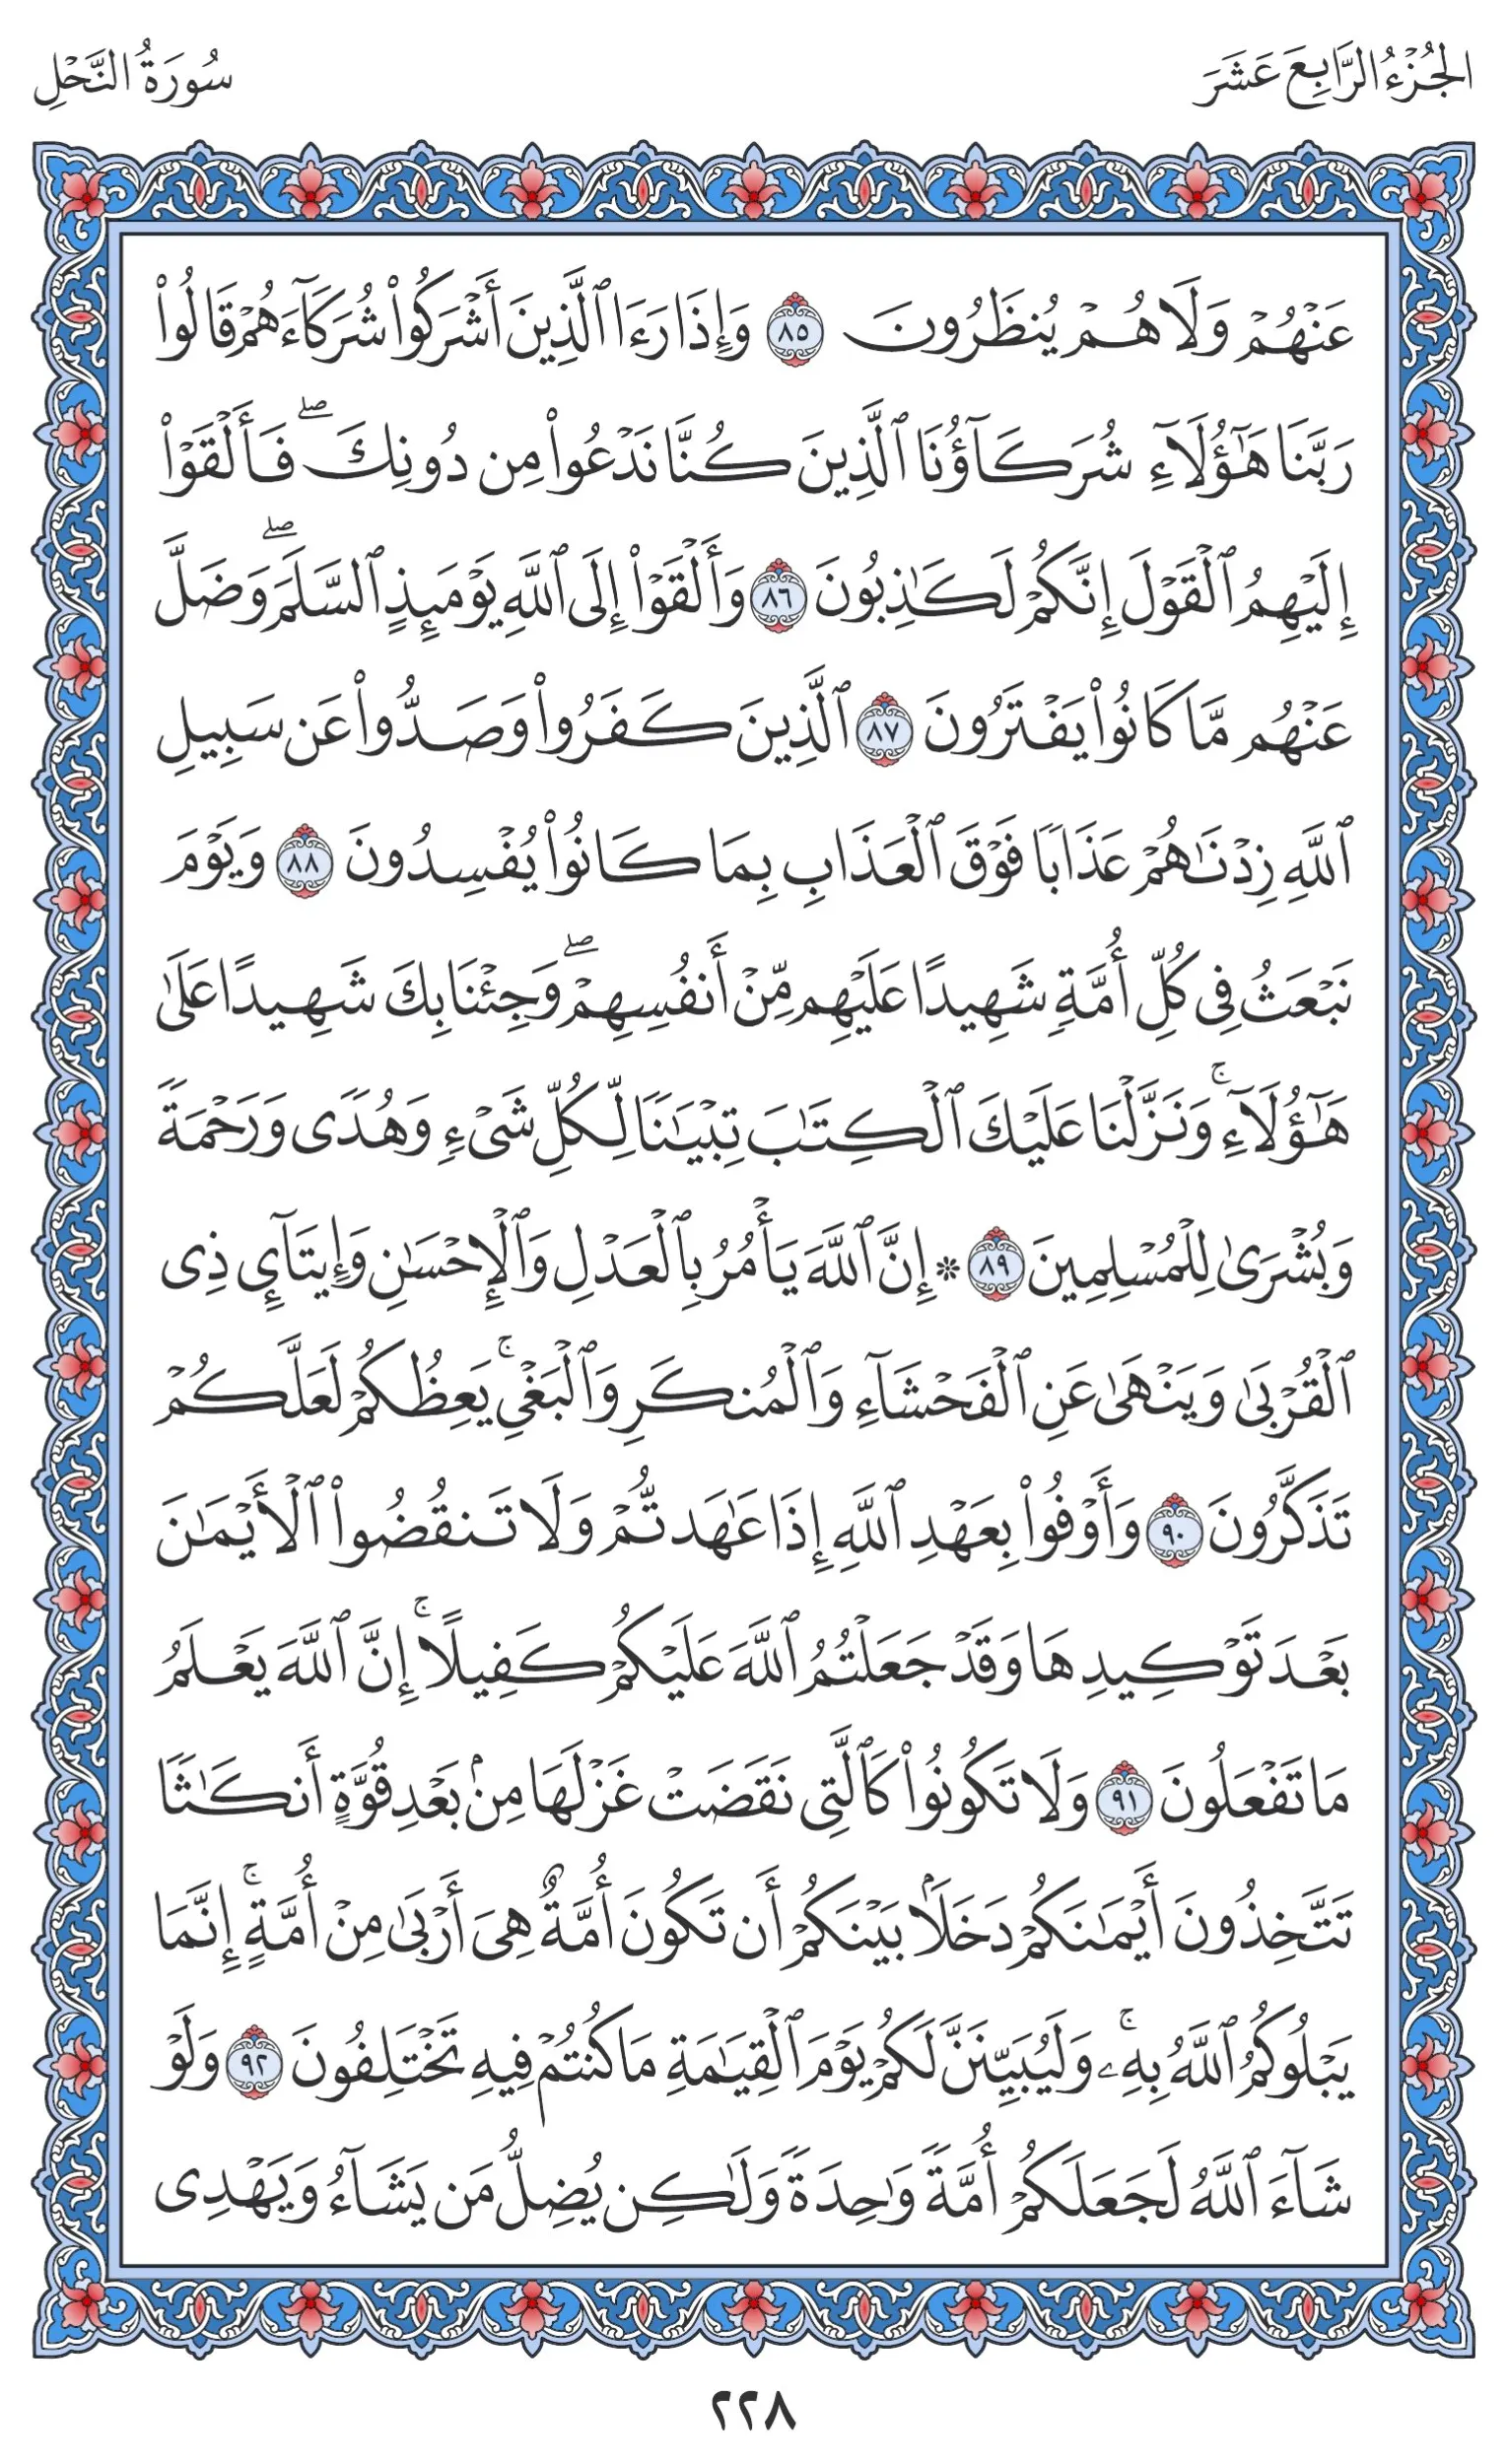 الجُزْءُ الرَّابِعَ عَشَرَ
سُورَةُ النَّحْلِ
عَنْهُمْ وَلَا هُمْ يُنظَرُونَ ٨٥ وَإِذَا رَءَا ٱلَّذِينَ أَشْرَكُوا۟ شُرَكَآءَهُمْ قَالُوا۟
رَبَّنَا هَـٰٓؤُلَآءِ شُرَكَآؤُنَا ٱلَّذِينَ كُنَّا نَدْعُوا۟ مِن دُونِكَ ۖ فَأَلْقَوْا۟
إِلَيْهِمُ ٱلْقَوْلَ إِنَّكُمْ لَكَـٰذِبُونَ ٨٦ وَأَلْقَوْا۟ إِلَى ٱللَّهِ يَوْمَئِذٍ ٱلسَّلَمَ ۖ وَضَلَّ
عَنْهُم مَّا كَانُوا۟ يَفْتَرُونَ ٨٧ ٱلَّذِينَ كَفَرُوا۟ وَصَدُّوا۟ عَن سَبِيلِ
ٱللَّهِ زِدْنَـٰهُمْ عَذَابًا فَوْقَ ٱلْعَذَابِ بِمَا كَانُوا۟ يُفْسِدُونَ ٨٨ وَيَوْمَ
نَبْعَثُ فِى كُلِّ أُمَّةٍ شَهِيدًا عَلَيْهِم مِّنْ أَنفُسِهِمْ ۖ وَجِئْنَا بِكَ شَهِيدًا عَلَىٰ
هَـٰٓؤُلَآءِ ۚ وَنَزَّلْنَا عَلَيْكَ ٱلْكِتَـٰبَ تِبْيَـٰنًا لِّكُلِّ شَىْءٍ وَهُدًى وَرَحْمَةً
وَبُشْرَىٰ لِلْمُسْلِمِينَ ٨٩ * إِنَّ ٱللَّهَ يَأْمُرُ بِٱلْعَدْلِ وَٱلْإِحْسَـٰنِ وَإِيتَآئِ ذِى
ٱلْقُرْبَىٰ وَيَنْهَىٰ عَنِ ٱلْفَحْشَآءِ وَٱلْمُنكَرِ وَٱلْبَغْىِ ۚ يَعِظُكُمْ لَعَلَّكُمْ
تَذَكَّرُونَ ٩٠ وَأَوْفُوا۟ بِعَهْدِ ٱللَّهِ إِذَا عَـٰهَدتُّمْ وَلَا تَنقُضُوا۟ ٱلْأَيْمَـٰنَ
بَعْدَ تَوْكِيدِهَا وَقَدْ جَعَلْتُمُ ٱللَّهَ عَلَيْكُمْ كَفِيلًا ۚ إِنَّ ٱللَّهَ يَعْلَمُ
مَا تَفْعَلُونَ ٩١ وَلَا تَكُونُوا۟ كَٱلَّتِى نَقَضَتْ غَزْلَهَا مِنۢ بَعْدِ قُوَّةٍ أَنكَـٰثًا
تَتَّخِذُونَ أَيْمَـٰنَكُمْ دَخَلًۢا بَيْنَكُمْ أَن تَكُونَ أُمَّةٌ هِىَ أَرْبَىٰ مِنْ أُمَّةٍ ۚ إِنَّمَا
يَبْلُوكُمُ ٱللَّهُ بِهِۦ ۚ وَلَيُبَيِّنَنَّ لَكُمْ يَوْمَ ٱلْقِيَـٰمَةِ مَا كُنتُمْ فِيهِ تَخْتَلِفُونَ ٩٢ وَلَوْ
شَآءَ ٱللَّهُ لَجَعَلَكُمْ أُمَّةً وَٰحِدَةً وَلَـٰكِن يُضِلُّ مَن يَشَآءُ وَيَهْدِى
٢٢٨